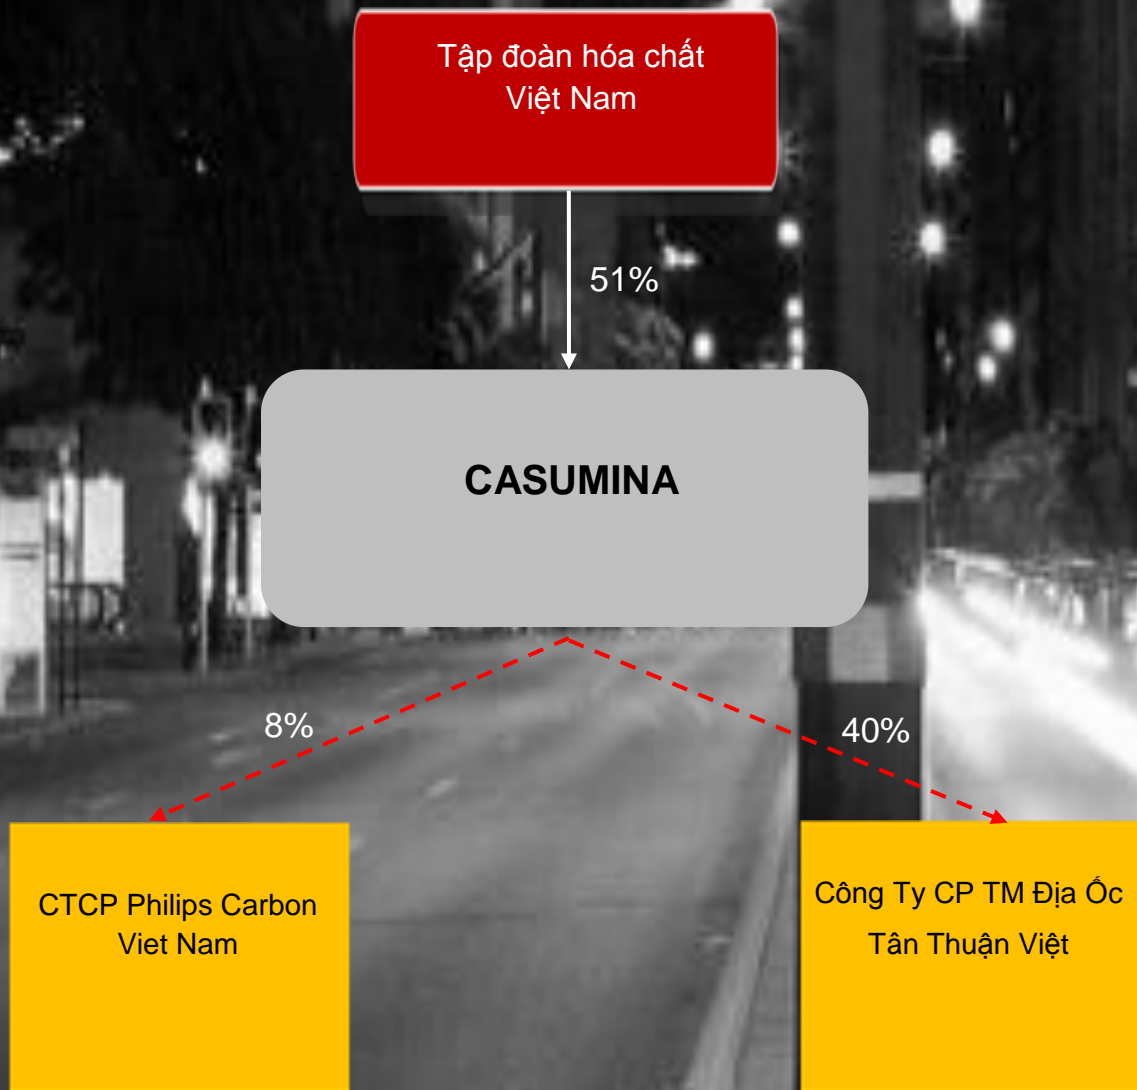 Tập đoàn hóa chất
Việt Nam
51%
CASUMINA
8%
40%
CTCP Philips Carbon
Viet Nam
Công Ty CP TM Địa Ốc
Tân Thuận Việt